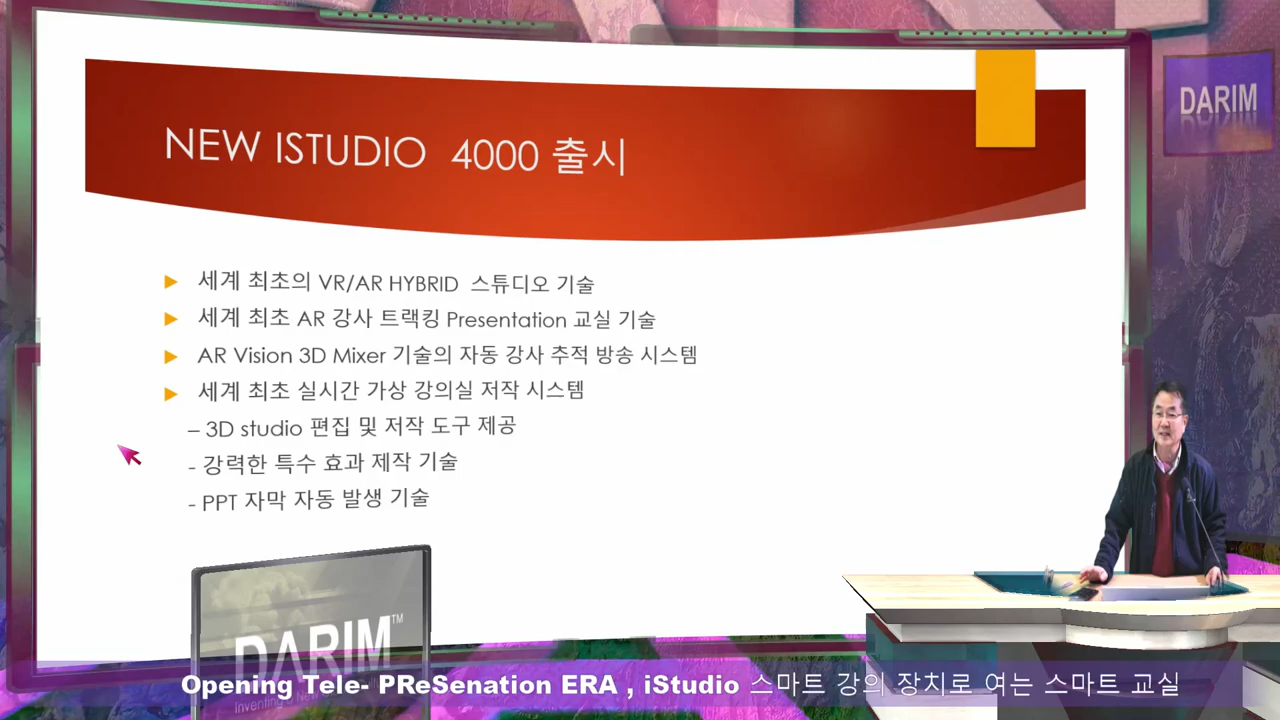 DARIM
NEW ISTUDIO 4000 출시
세계 최초의 VR/AR HYBRID 스튜디오 기술
세계 최초 AR 강사 트랙킹 Presentation 교실 기술
AR Vision 3D Mixer 기술의 자동 강사 추적 방송 시스템
세계 최초 실시간 가상 강의실 저작 시스템
– 3D studio 편집 및 저작 도구 제공
- 강력한 특수 효과 제작 기술
- PPT 자막 자동 발생 기술
DARIM™
Inventing a New
Opening Tele- PReSenation ERA , iStudio 스마트 강의 장치로 여는 스마트 교실